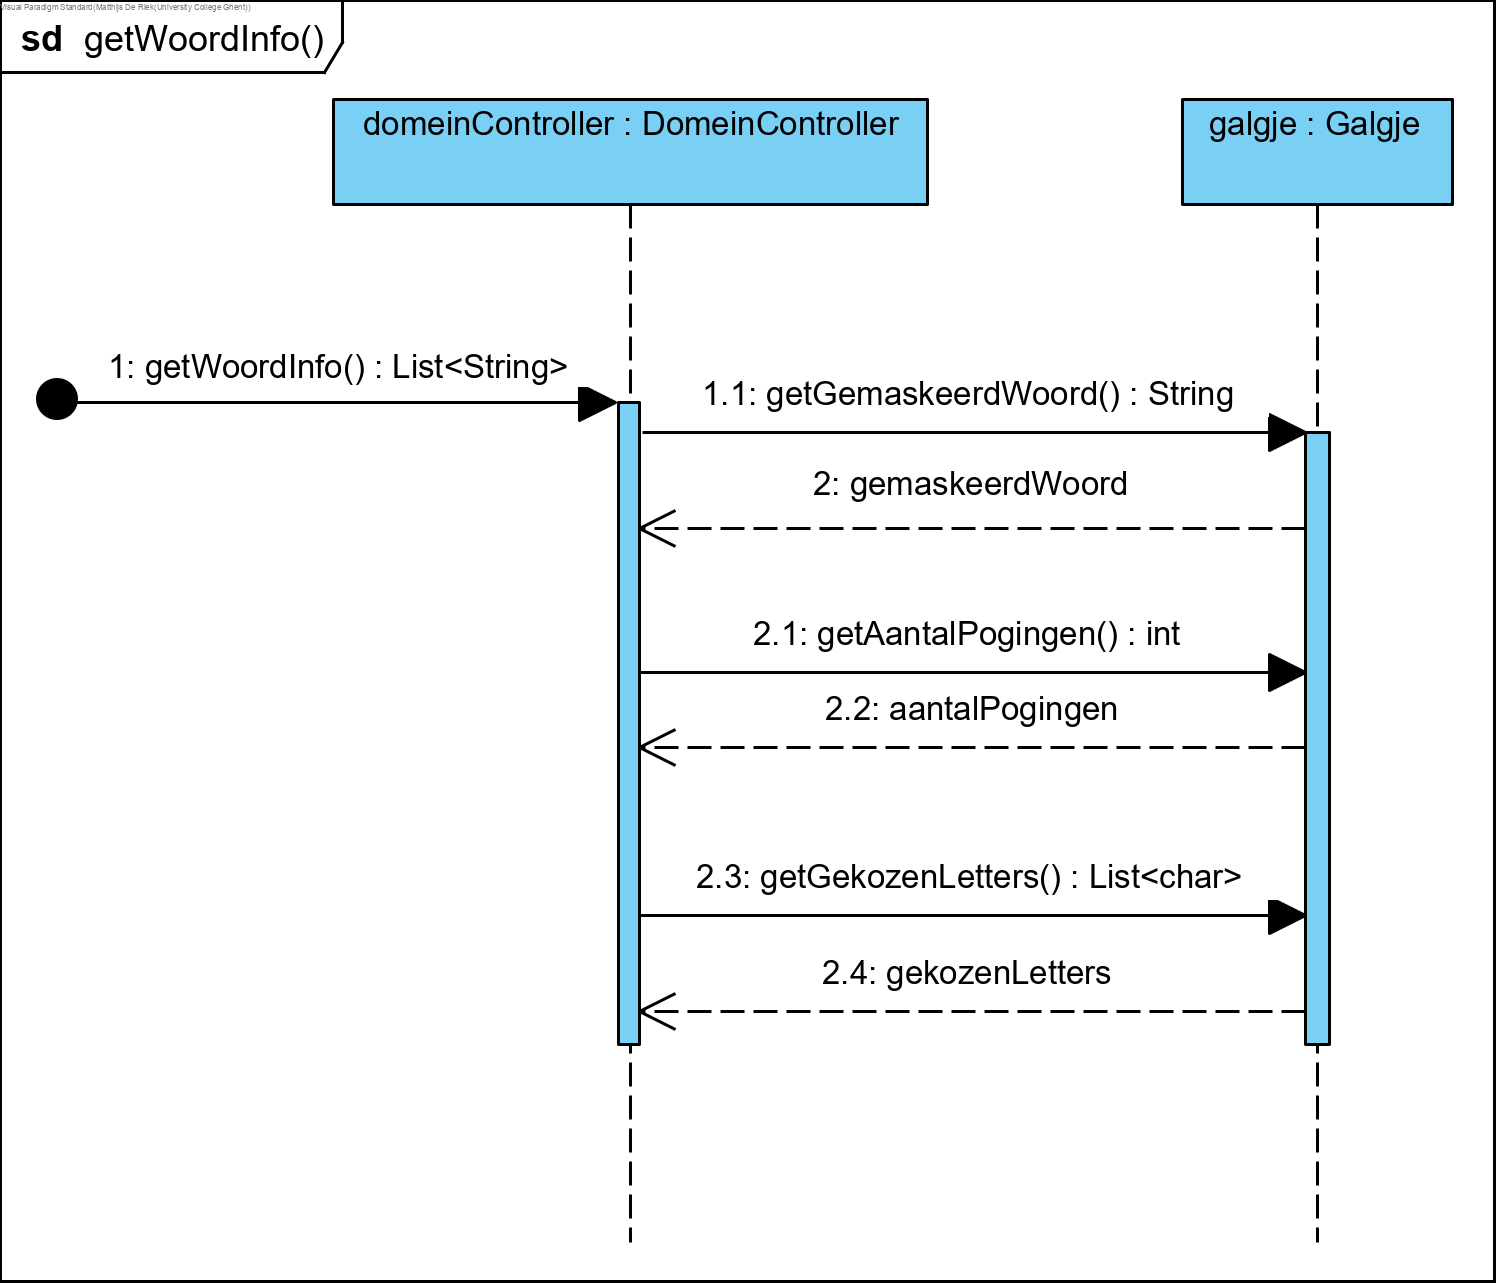 Visual Paradigm Standard(Matthijs De Riek(University College Ghent))
sd getWoordInfo()
domeinController : DomeinController
galgje : Galgje
1: getWoordInfo() : List<String>
1.1: getGemaskeerdWoord() : String
2: gemaskeerdWoord
2.1: getAantalPogingen() : int
2.2: aantalPogingen
2.3: getGekozenLetters() : List<char>
2.4: gekozenLetters